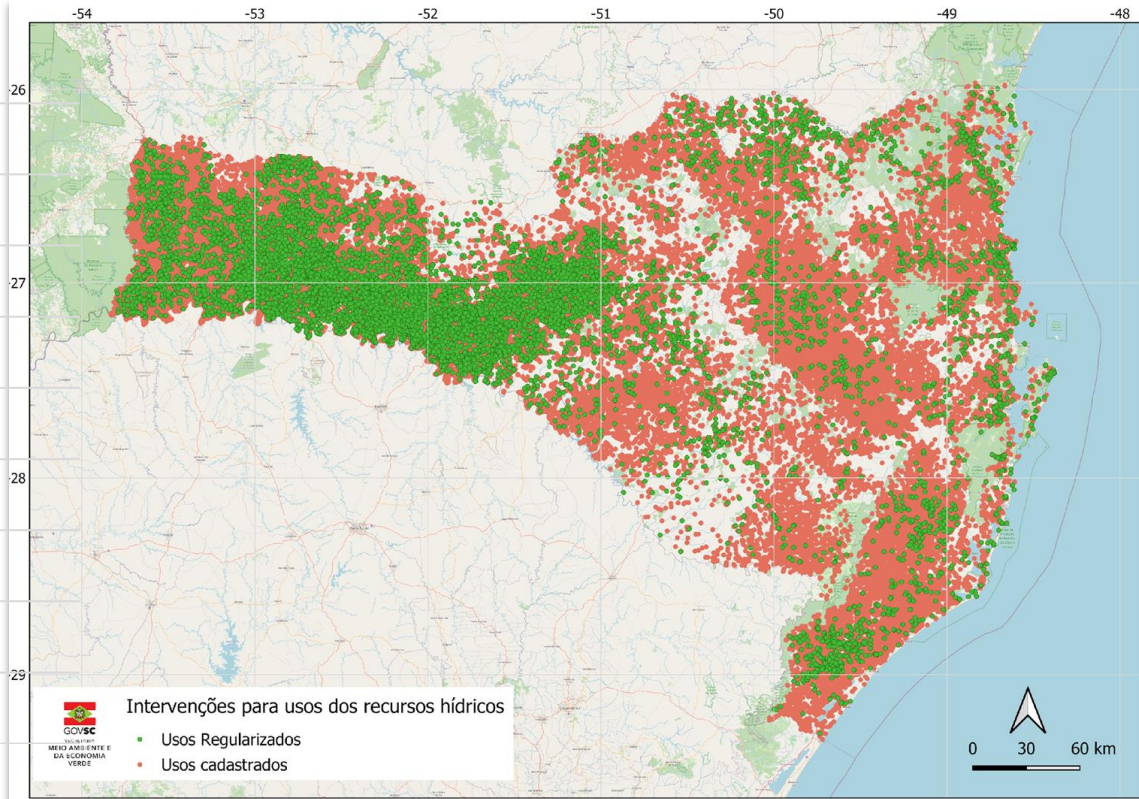 -54 -53 -52 -51 -50 -49 -48
-26
-27
-28
-29
Intervenções para usos dos recursos hídricos
Usos Regularizados
Usos cadastrados
GOVSC
MEIO AMBIENTE E
DA ECONOMIA
VERDE
0 30 60 km